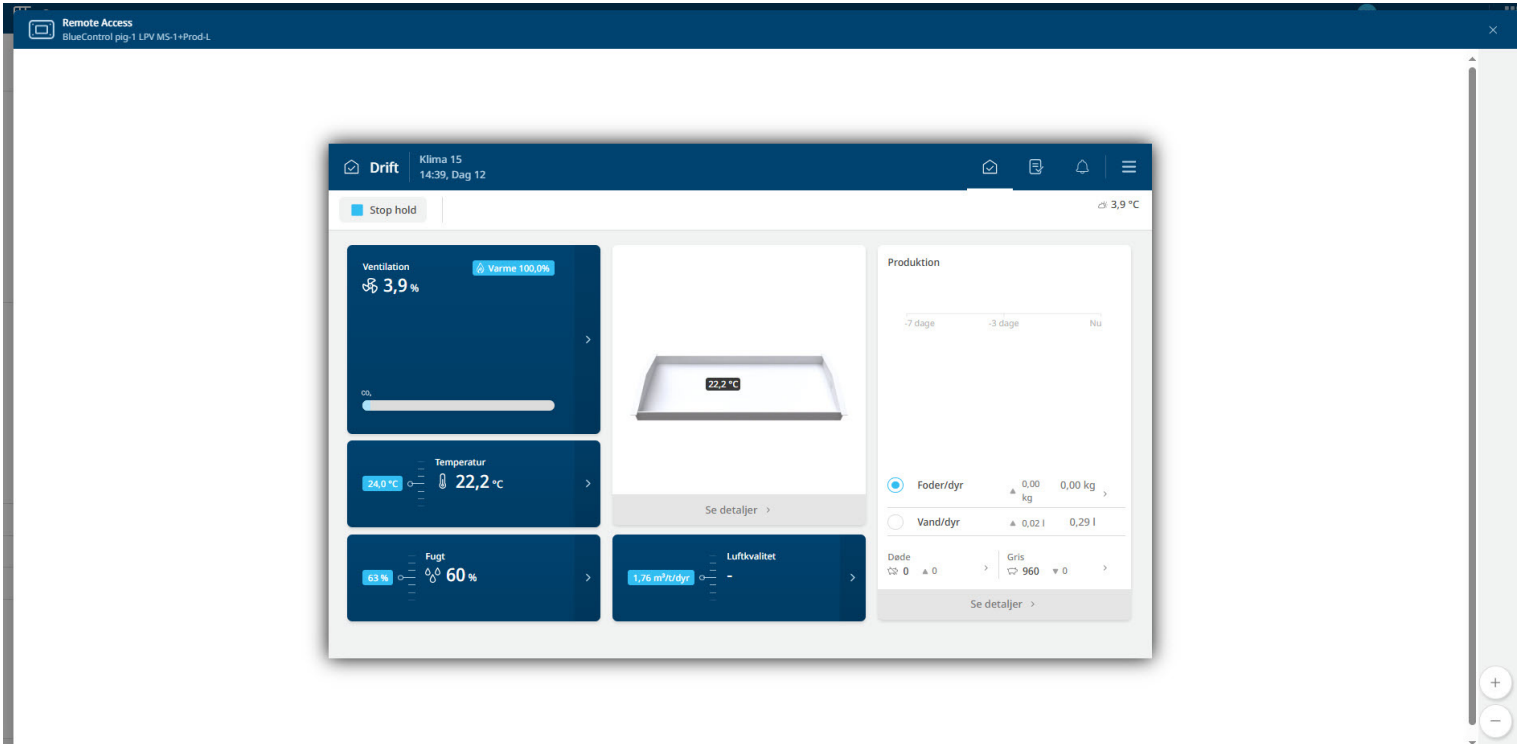 Remote Access
BlueControl pig-1 LPV MS-1+Prod-L
Drift
Klima 15
14:39, Dag 12
Stop hold
3,9 °C
Ventilation
Varme 100,0%
3,9 %
CO₂
Temperatur
24,0 °C
22,2 °C
Fugt
63 %
60 %
22,2 °C
Se detaljer
Luftkvalitet
1,76 m³/t/dyr
-
Produktion
-7 dage -3 dage Nu
Foder/dyr ▲ 0,00 kg 0,00 kg
Vand/dyr ▲ 0,02 l 0,29 l
Døde
0 ▲ 0
Gris
960 ▼ 0
Se detaljer